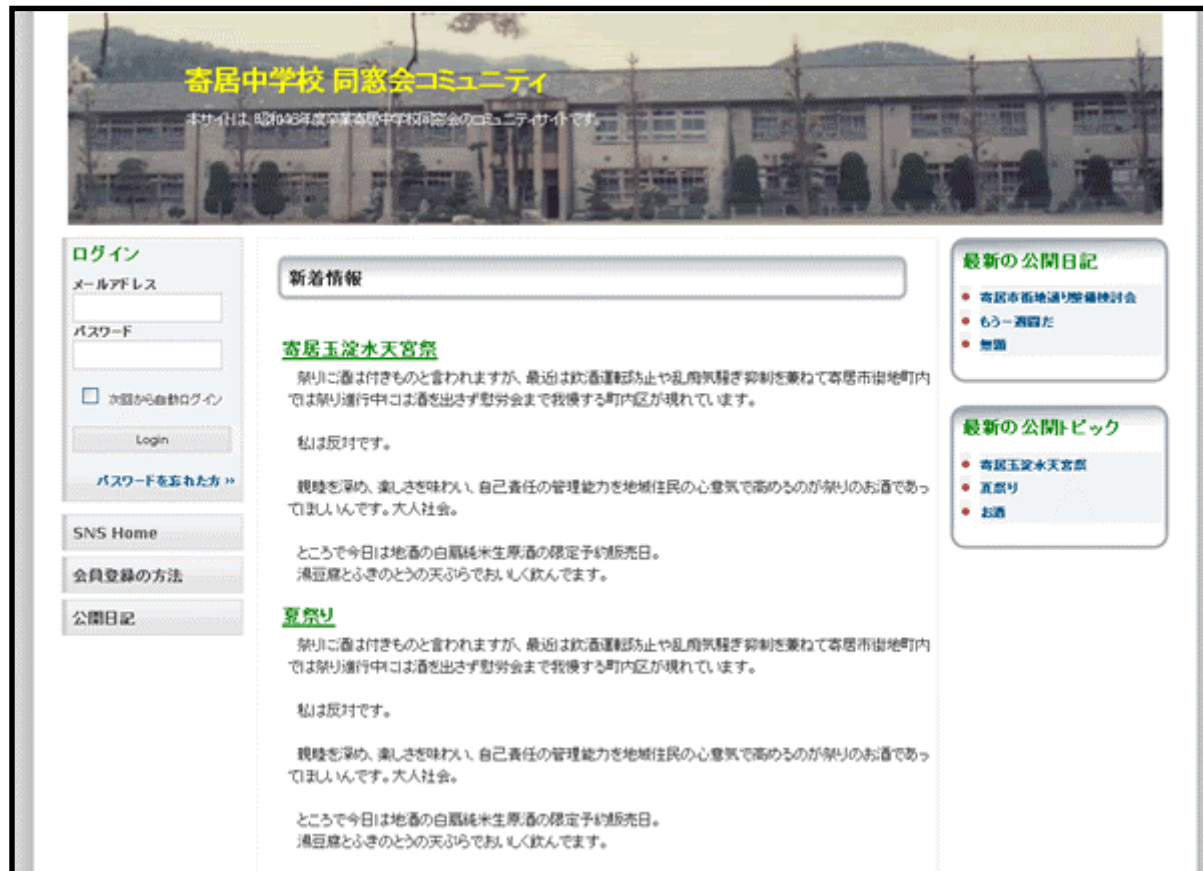 寄居中学校 同窓会コミュニティ
本サイトは、昭和46年度卒業寄居中学校同窓会のコミュニティサイトです。
ログイン
メールアドレス
パスワード
次回から自動ログイン
Login
パスワードを忘れた方 »
SNS Home
会員登録の方法
公開日記
新着情報
寄居玉淀水天宮祭
祭りに酒は付きものと言われますが、最近は飲酒運転防止や乱痴気騒ぎ抑制を兼ねて寄居市街地町内
では祭り進行中には酒を出さず慰労会まで我慢する町内区が現れています。
私は反対です。
親睦を深め、楽しさを味わい、自己責任の管理能力を地域住民の心意気で高めるのが祭りのお酒であっ
てほしいんです。大人社会。
ところで今日は地酒の白扇純米生原酒の限定予約販売日。
湯豆腐とふきのとうの天ぷらでおいしく飲んでます。
夏祭り
祭りに酒は付きものと言われますが、最近は飲酒運転防止や乱痴気騒ぎ抑制を兼ねて寄居市街地町内
では祭り進行中には酒を出さず慰労会まで我慢する町内区が現れています。
私は反対です。
親睦を深め、楽しさを味わい、自己責任の管理能力を地域住民の心意気で高めるのが祭りのお酒であっ
てほしいんです。大人社会。
ところで今日は地酒の白扇純米生原酒の限定予約販売日。
湯豆腐とふきのとうの天ぷらでおいしく飲んでます。
最新の公開日記
寄居市街地通り整備検討会
もう一週間だ
無題
最新の公開トピック
寄居玉淀水天宮祭
夏祭り
お酒